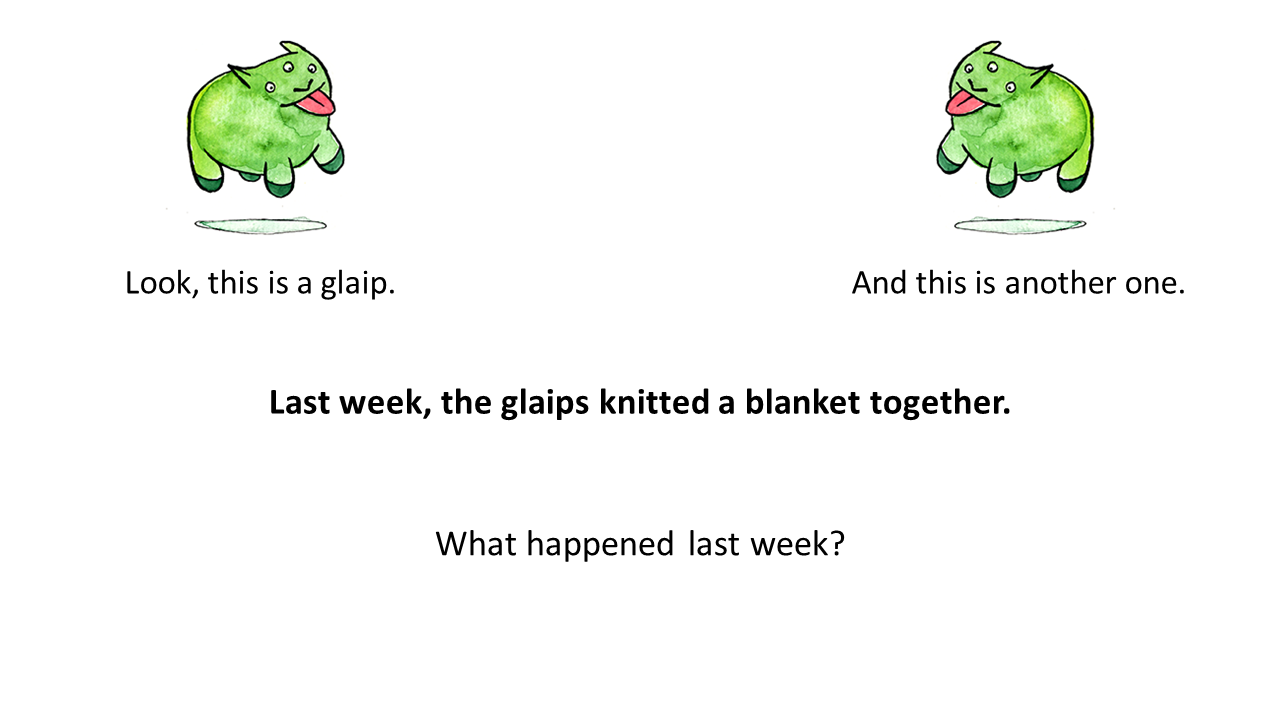 Look, this is a glaip.
And this is another one.
Last week, the glaips knitted a blanket together.
What happened last week?